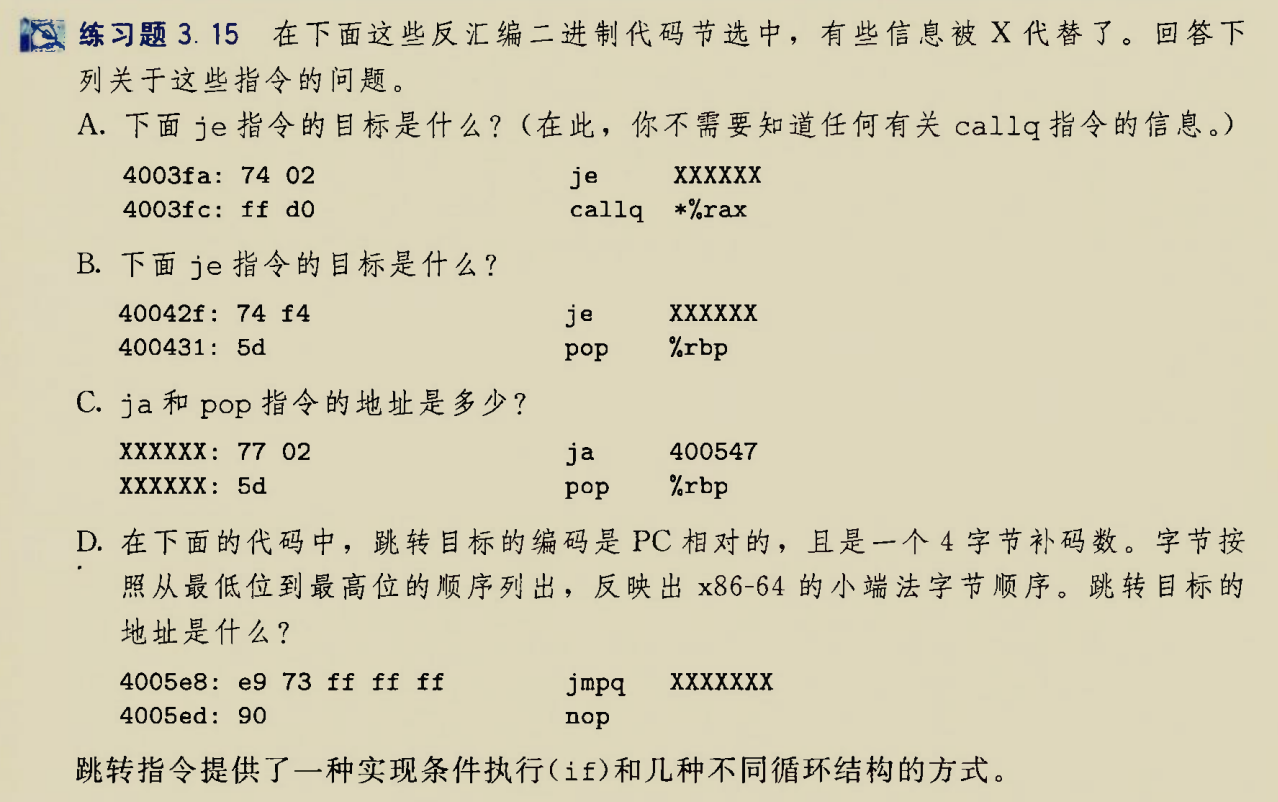 练习题 3.15 在下面这些反汇编二进制代码节选中，有些信息被 X 代替了。回答下
列关于这些指令的问题。
A. 下面 je 指令的目标是什么？（在此，你不需要知道任何有关 callq 指令的信息。）
4003fa: 74 02 je XXXXXX
4003fc: ff d0 callq *%rax
B. 下面 je 指令的目标是什么？
40042f: 74 f4 je XXXXXX
400431: 5d pop %rbp
C. ja 和 pop 指令的地址是多少？
XXXXXX: 77 02 ja 400547
XXXXXX: 5d pop %rbp
D. 在下面的代码中，跳转目标的编码是 PC 相对的，且是一个 4 字节补码数。字节按
照从最低位到最高位的顺序列出，反映出 x86-64 的小端法字节顺序。跳转目标的
地址是什么？
4005e8: e9 73 ff ff ff jmpq XXXXXXX
4005ed: 90 nop
跳转指令提供了一种实现条件执行(if)和几种不同循环结构的方式。